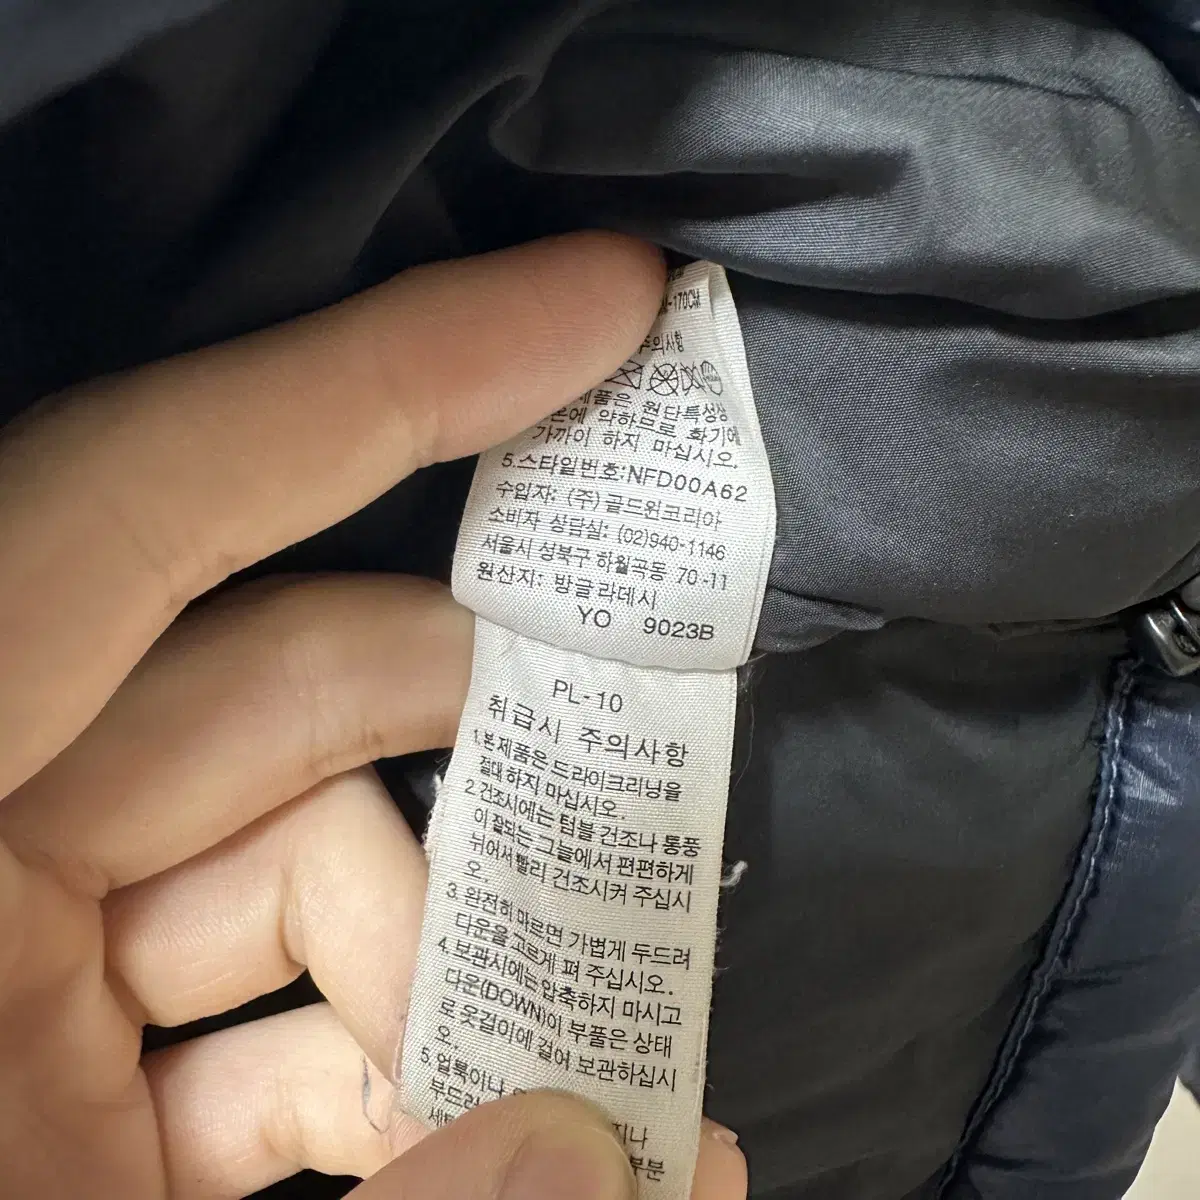 -170CM
주의사항
제품은 원단특성상
약하므로 화기에
가까이 하지 마십시오.
5.스타일번호:NFD00A62
수입자: (주)골드윈코리아
소비자 상담실: (02)940-1146
서울시 성북구 하월곡동 70-11
원산지: 방글라데시
YO 9023B
PL-10
취급시 주의사항
1.본제품은 드라이크리닝을
절대 하지 마십시오.
2.건조시에는 텀블 건조나 통풍
이 잘되는 그늘에서 편편하게
뉘어서 빨리 건조시켜 주십시
오.
3. 완전히 마르면 가볍게 두드려
다운을 고르게 펴 주십시오.
4.보관시에는 압축하지 마시고
다운(DOWN)이 부풀은 상태
로 옷걸이에 걸어 보관하십시
오.
5.얼룩이나
부분